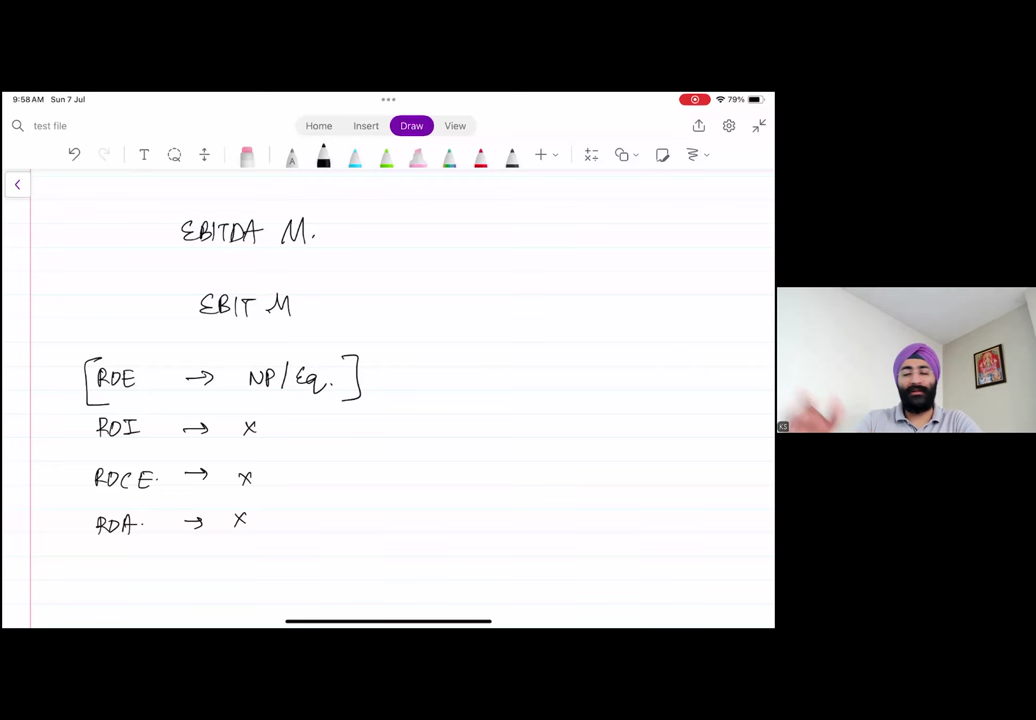 9:58 AM Sun 7 Jul
79%
test file
Home Insert Draw View
T A
EBITDA M.
EBIT M
[ROE → NP/Eq.]
ROI → x
ROCE. → x
ROA. → x
KS